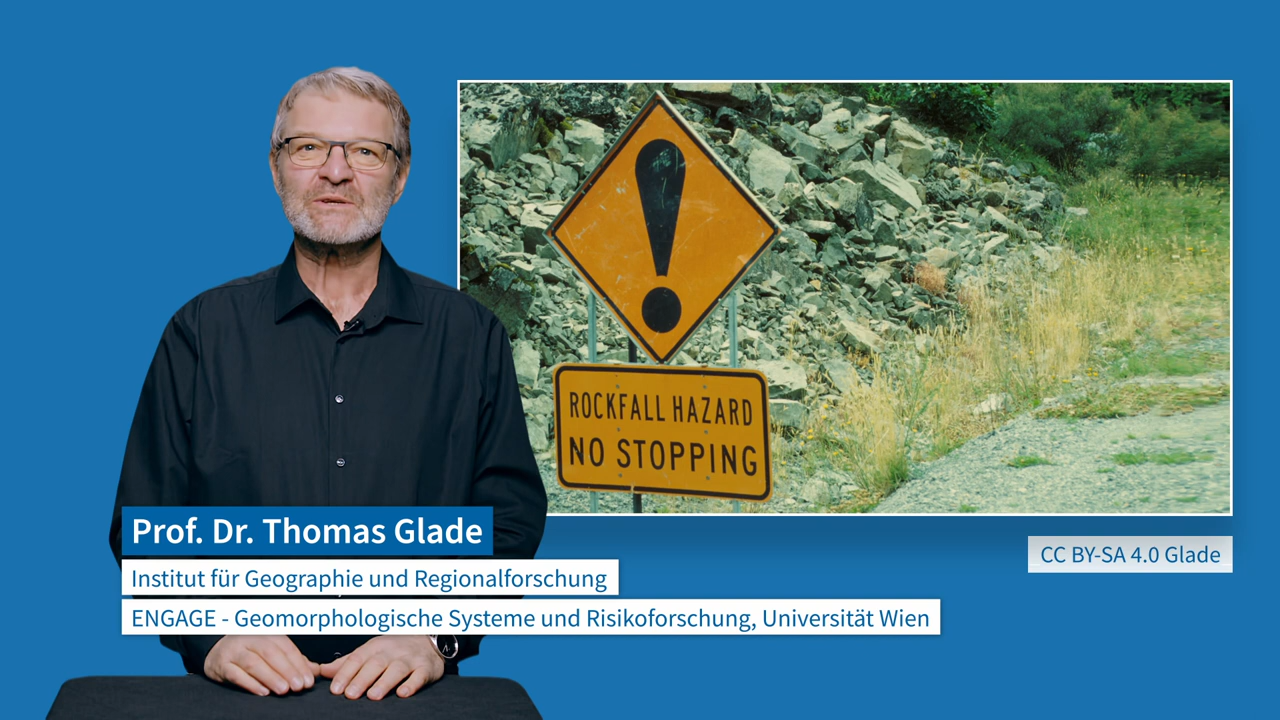 ROCKFALL HAZARD
NO STOPPING
Prof. Dr. Thomas Glade
Institut für Geographie und Regionalforschung
ENGAGE - Geomorphologische Systeme und Risikoforschung, Universität Wien
CC BY-SA 4.0 Glade